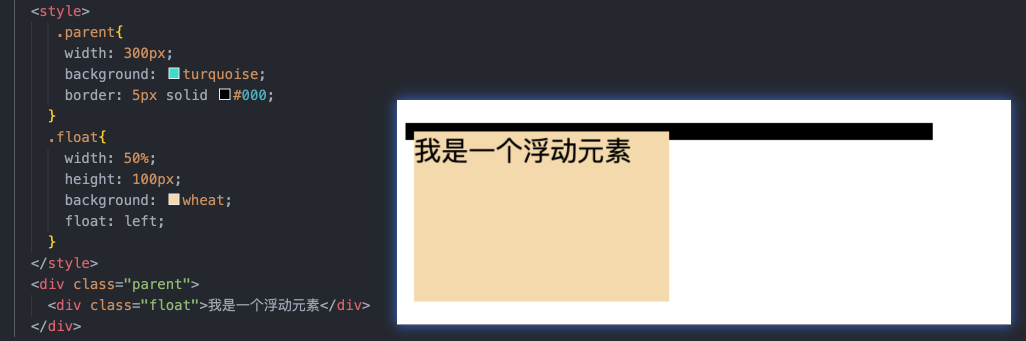 <style>
.parent{
width: 300px;
background: turquoise;
border: 5px solid #000;
}
.float{
width: 50%;
height: 100px;
background: wheat;
float: left;
}
</style>
<div class="parent">
<div class="float">我是一个浮动元素</div>
</div>
我是一个浮动元素